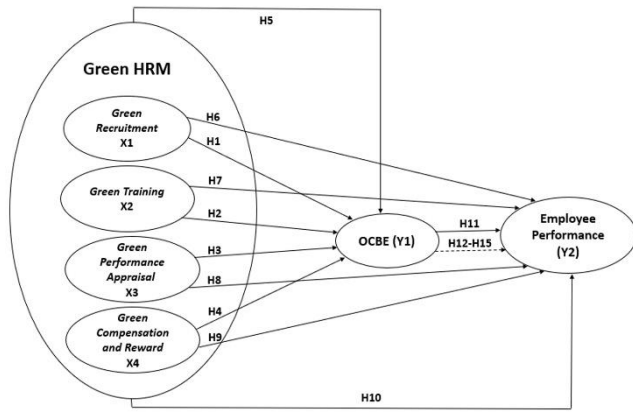 H5
Green HRM
Green
Recruitment
X1
H6
H1
Green Training
X2
H7
H2
Green
Performance
Appraisal
X3
H3
H8
Green
Compensation
and Reward
X4
H4
H9
OCBE (Y1)
H11
H12-H15
Employee
Performance
(Y2)
H10